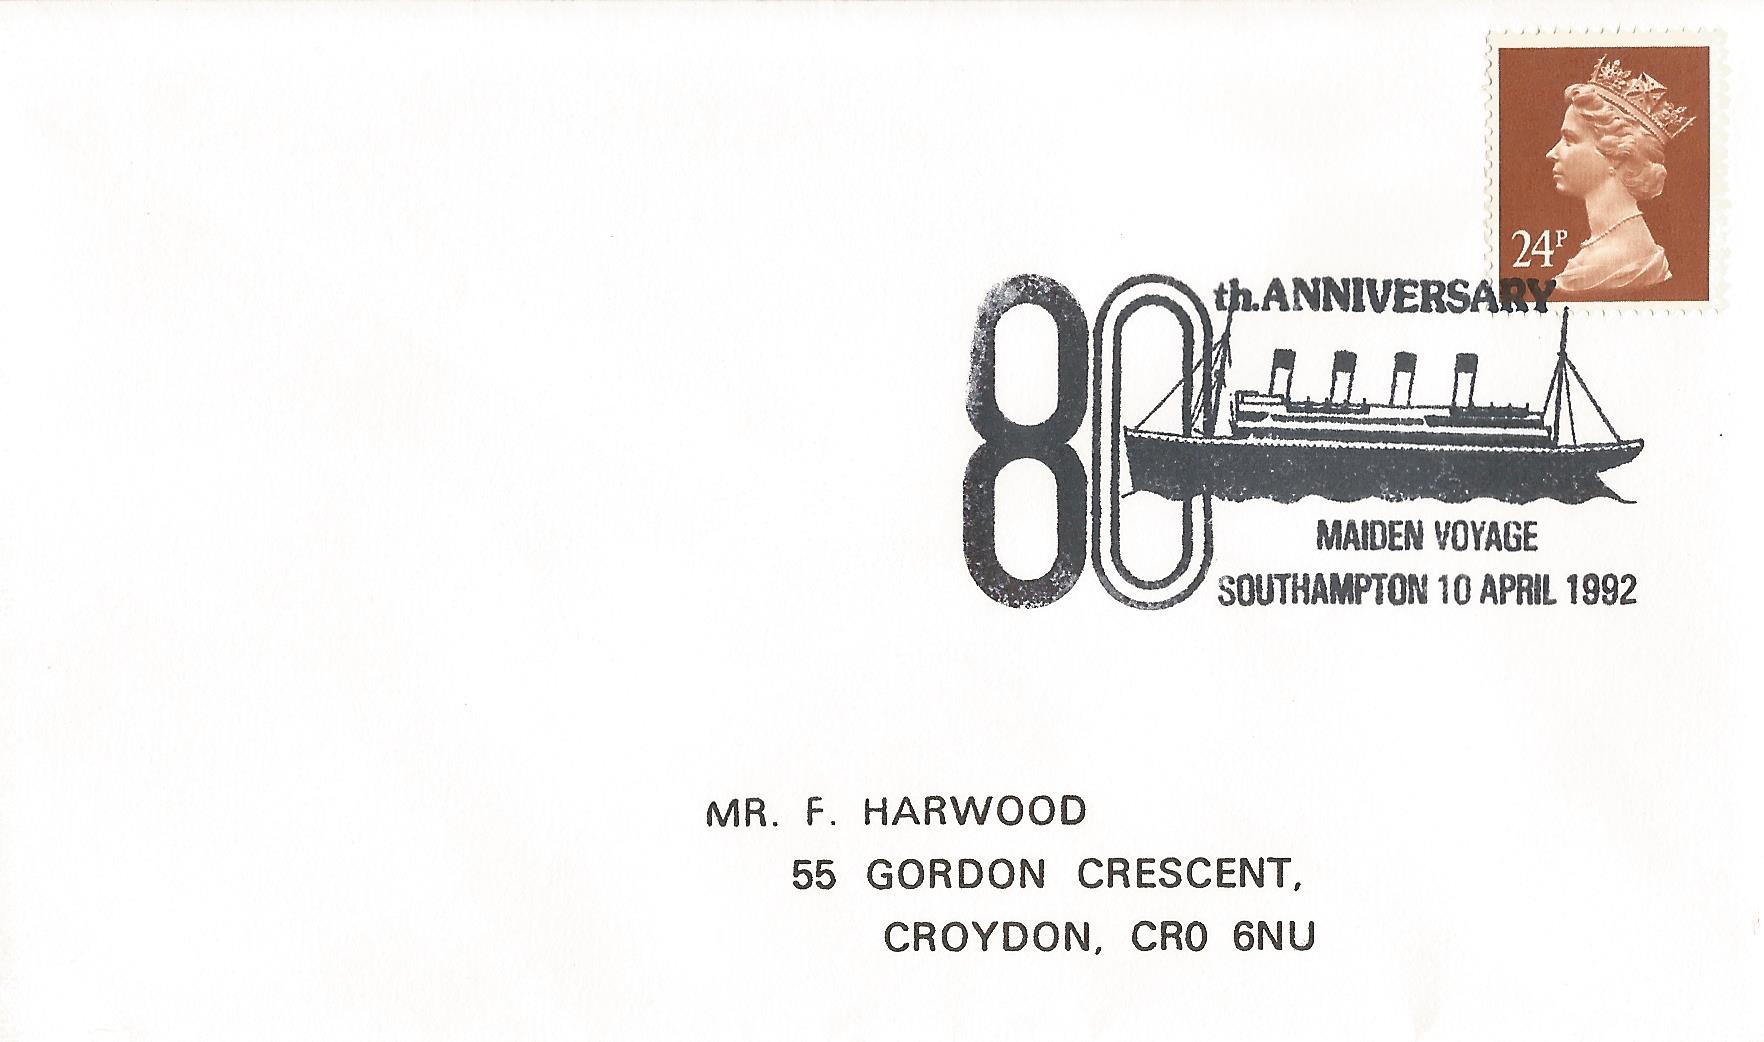 24P
80th.ANNIVERSARY
MAIDEN VOYAGE
SOUTHAMPTON 10 APRIL 1992
MR. F. HARWOOD
55 GORDON CRESCENT,
CROYDON, CR0 6NU